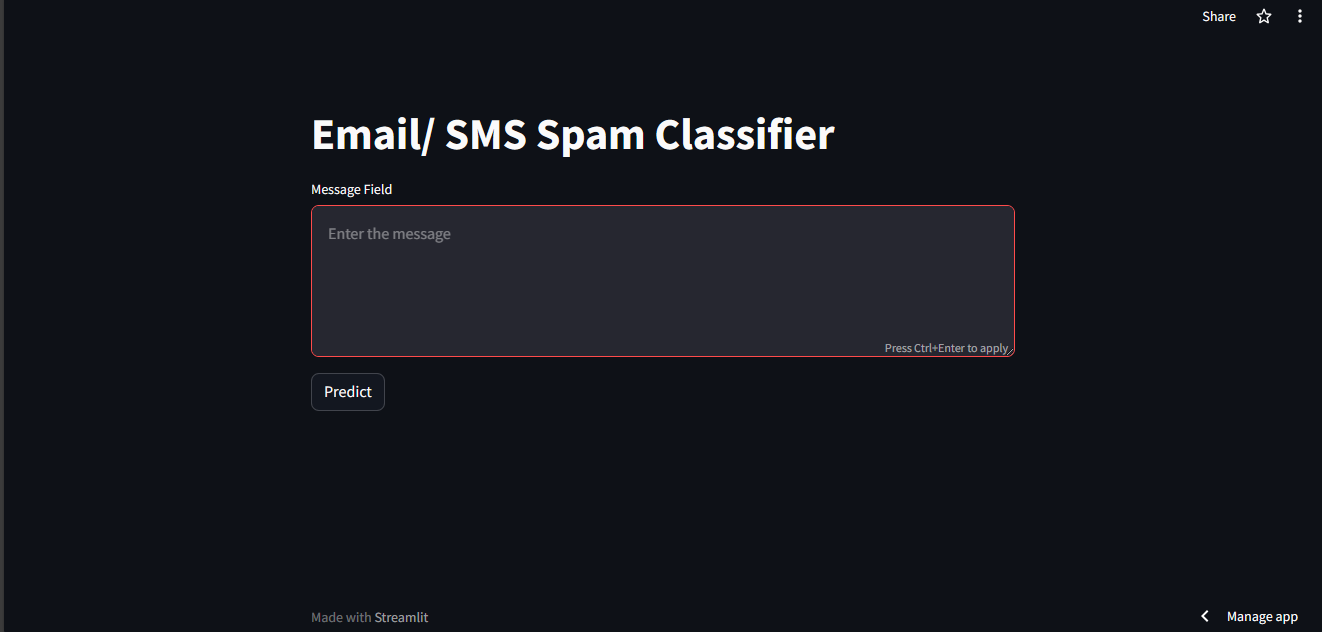 Share
Email/ SMS Spam Classifier
Message Field
Enter the message
Press Ctrl+Enter to apply
Predict
Made with Streamlit
Manage app